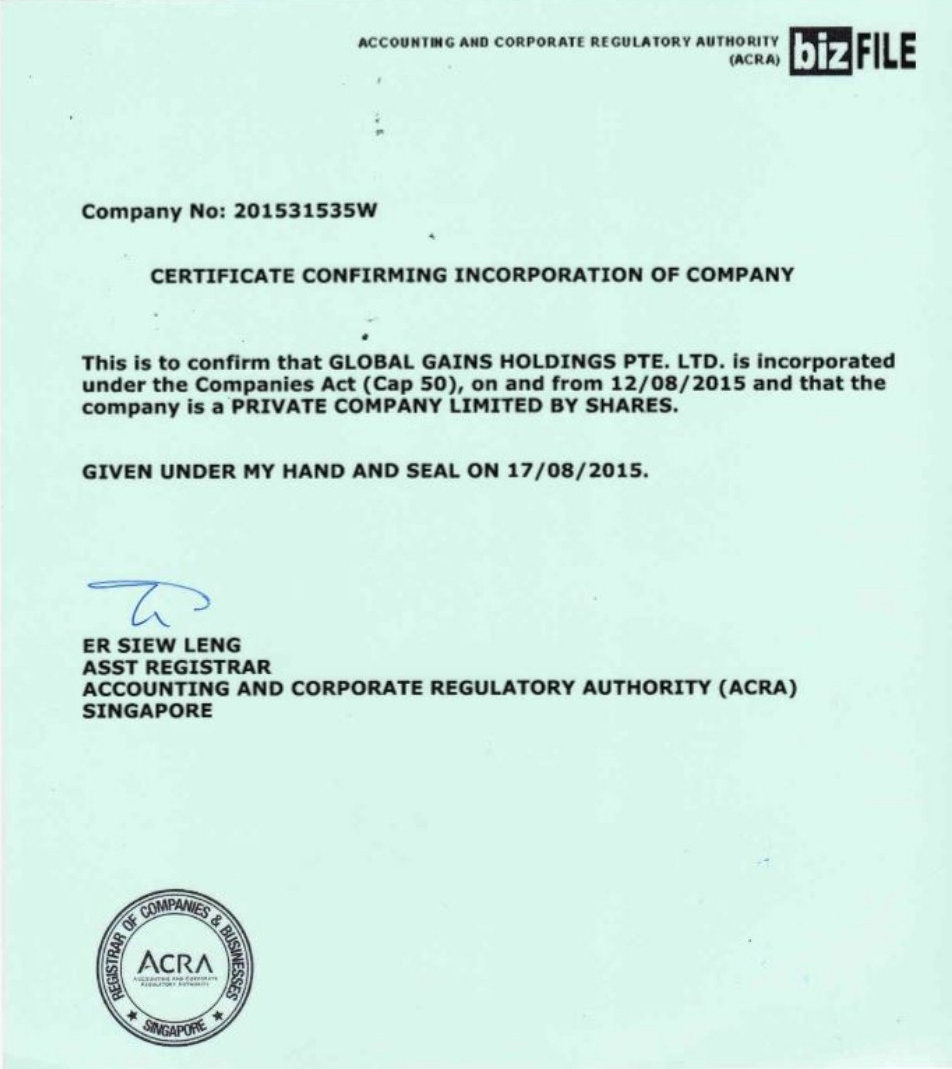 ACCOUNTING AND CORPORATE REGULATORY AUTHORITY
(ACRA)
bizFILE
Company No: 201531535W
CERTIFICATE CONFIRMING INCORPORATION OF COMPANY
This is to confirm that GLOBAL GAINS HOLDINGS PTE. LTD. is incorporated
under the Companies Act (Cap 50), on and from 12/08/2015 and that the
company is a PRIVATE COMPANY LIMITED BY SHARES.
GIVEN UNDER MY HAND AND SEAL ON 17/08/2015.
ER SIEW LENG
ASST REGISTRAR
ACCOUNTING AND CORPORATE REGULATORY AUTHORITY (ACRA)
SINGAPORE
REGISTRAR OF COMPANIES & BUSINESSES
ACRA
ACCOUNTING AND CORPORATE
REGULATORY AUTHORITY
★ SINGAPORE ★